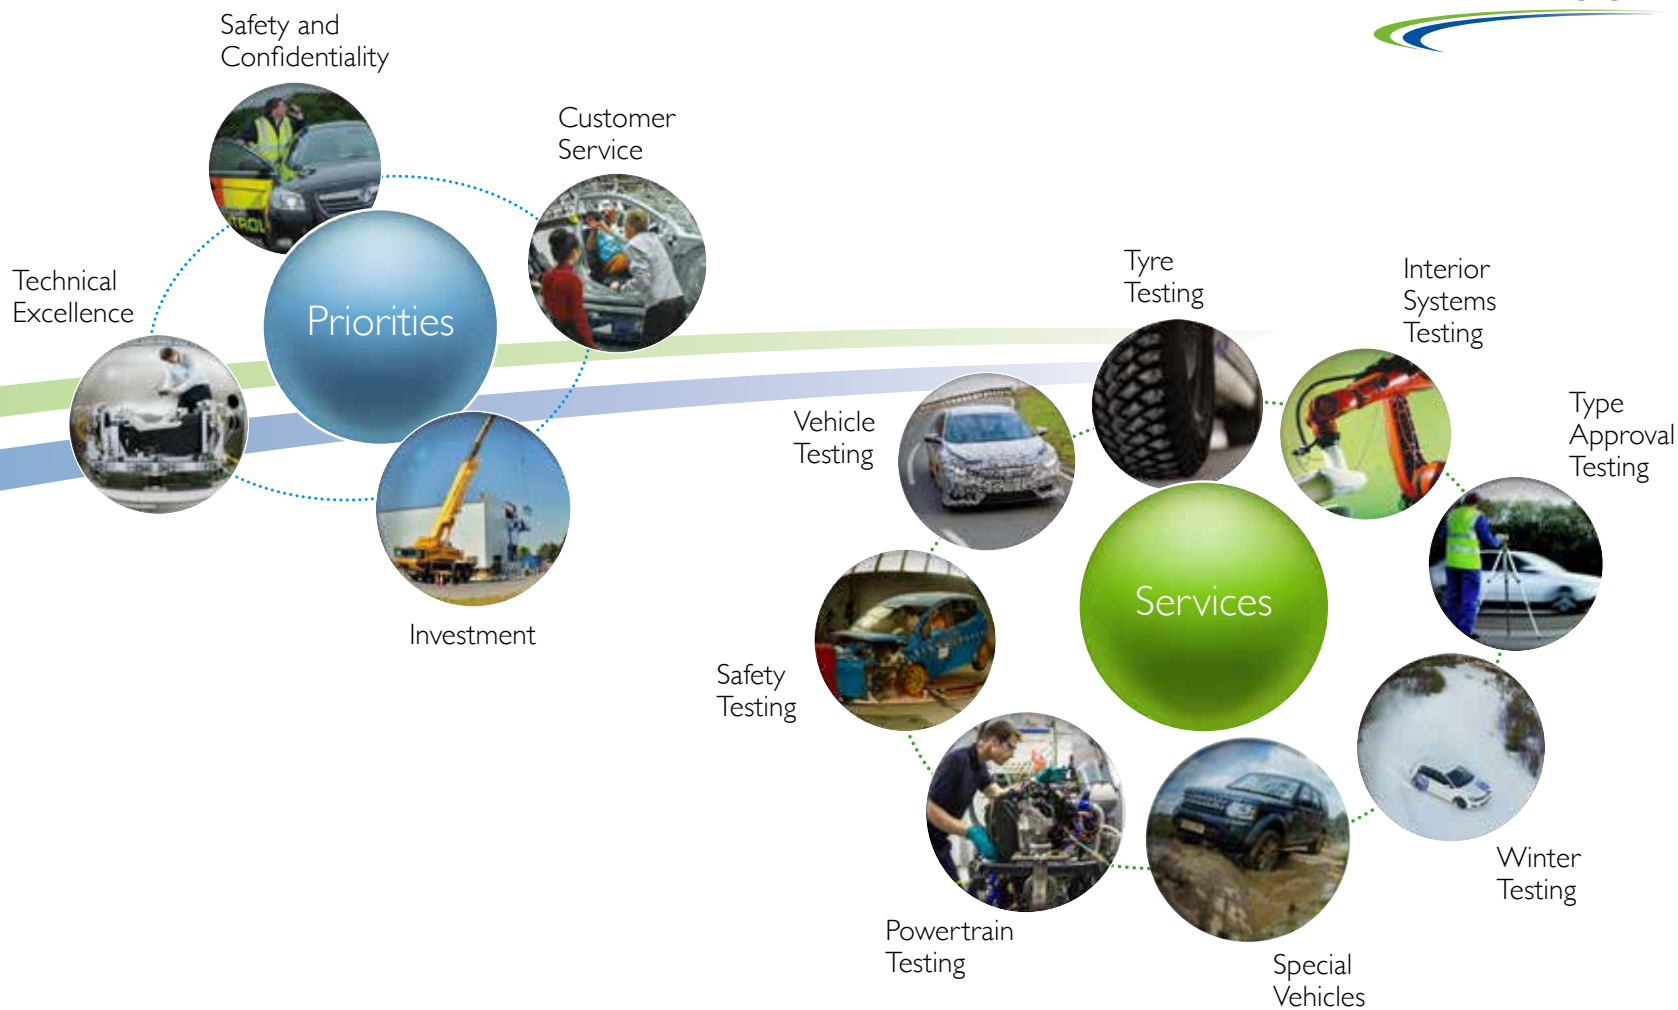 Safety and
Confidentiality
Customer
Service
Technical
Excellence
Priorities
Investment
Tyre
Testing
Interior
Systems
Testing
Type
Approval
Testing
Vehicle
Testing
Services
Safety
Testing
Winter
Testing
Powertrain
Testing
Special
Vehicles